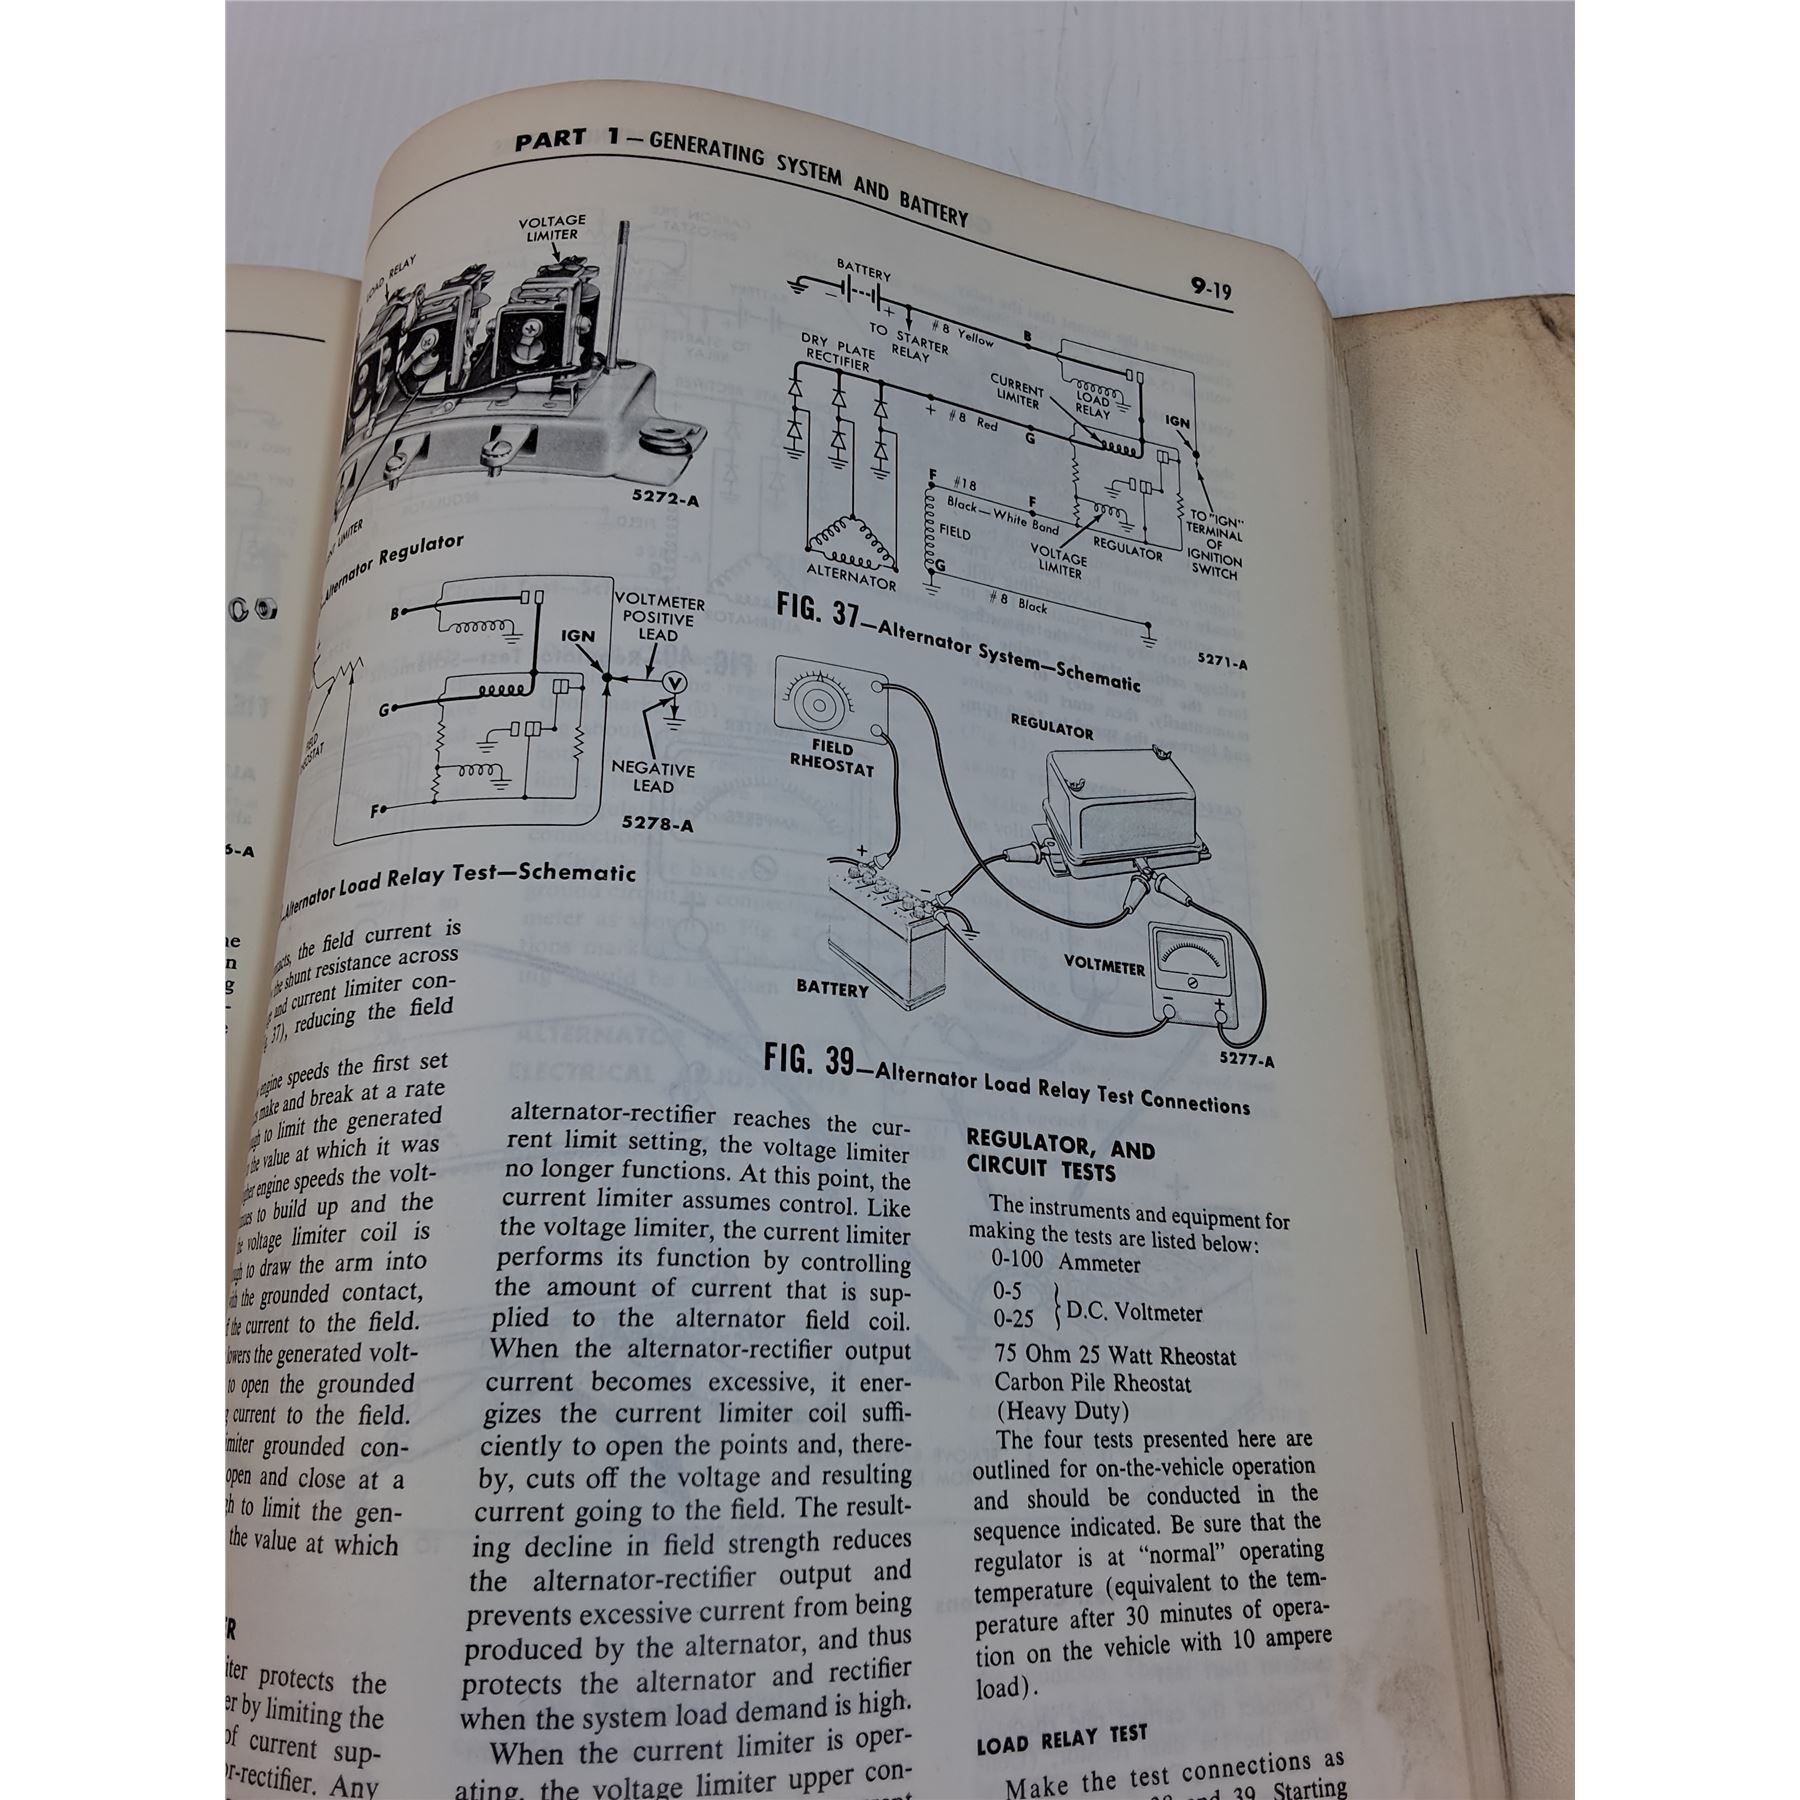 PART 1—GENERATING SYSTEM AND BATTERY
9-19
LOAD RELAY
VOLTAGE
LIMITER
LIMITER
5272-A
Alternator Regulator
B
G
F
IGN
VOLTMETER
POSITIVE
LEAD
V
NEGATIVE
LEAD
5278-A
Alternator Load Relay Test—Schematic
BATTERY
− +
TO STARTER
RELAY
#8 Yellow
B
DRY PLATE
RECTIFIER
CURRENT
LIMITER
LOAD
RELAY
IGN
+
#8 Red
G
F
#18
F
Black—White Band
FIELD
VOLTAGE
LIMITER
REGULATOR
TO "IGN"
TERMINAL
OF
IGNITION
SWITCH
ALTERNATOR
G
#8 Black
5271-A
FIG. 37—Alternator System—Schematic
FIELD
RHEOSTAT
REGULATOR
+
−
BATTERY
VOLTMETER
− +
5277-A
FIG. 39—Alternator Load Relay Test Connections
5-A
the field current is
the shunt resistance across
and current limiter con-
37), reducing the field
engine speeds the first set
make and break at a rate
to limit the generated
the value at which it was
engine speeds the volt-
to build up and the
voltage limiter coil is
to draw the arm into
the grounded contact,
the current to the field.
the generated volt-
to open the grounded
current to the field.
grounded con-
open and close at a
to limit the gen-
the value at which
protects the
by limiting the
of current sup-
Any
alternator-rectifier reaches the cur-
rent limit setting, the voltage limiter
no longer functions. At this point, the
current limiter assumes control. Like
the voltage limiter, the current limiter
performs its function by controlling
the amount of current that is sup-
plied to the alternator field coil.
When the alternator-rectifier output
current becomes excessive, it ener-
gizes the current limiter coil suffi-
ciently to open the points and, there-
by, cuts off the voltage and resulting
current going to the field. The result-
ing decline in field strength reduces
the alternator-rectifier output and
prevents excessive current from being
produced by the alternator, and thus
protects the alternator and rectifier
when the system load demand is high.
When the current limiter is oper-
ating, the voltage limiter upper con-
REGULATOR, AND
CIRCUIT TESTS
The instruments and equipment for
making the tests are listed below:
0-100 Ammeter
0-5
0-25 } D.C. Voltmeter
75 Ohm 25 Watt Rheostat
Carbon Pile Rheostat
(Heavy Duty)
The four tests presented here are
outlined for on-the-vehicle operation
and should be conducted in the
sequence indicated. Be sure that the
regulator is at “normal” operating
temperature (equivalent to the tem-
perature after 30 minutes of opera-
tion on the vehicle with 10 ampere
load).
LOAD RELAY TEST
Make the test connections as
and 39. Starting